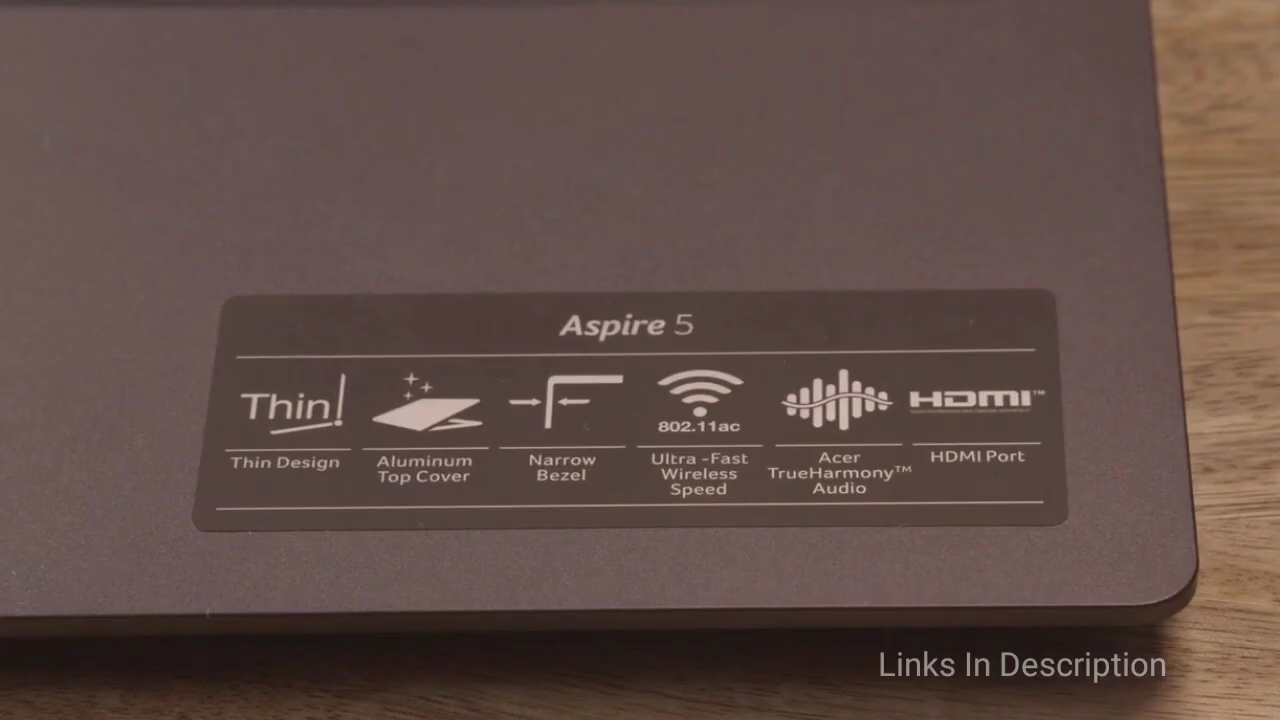 Aspire 5
Thin!
802.11ac
HDMI™
Thin Design
Aluminum
Top Cover
Narrow
Bezel
Ultra -Fast
Wireless
Speed
Acer
TrueHarmony™
Audio
HDMI Port
Links In Description